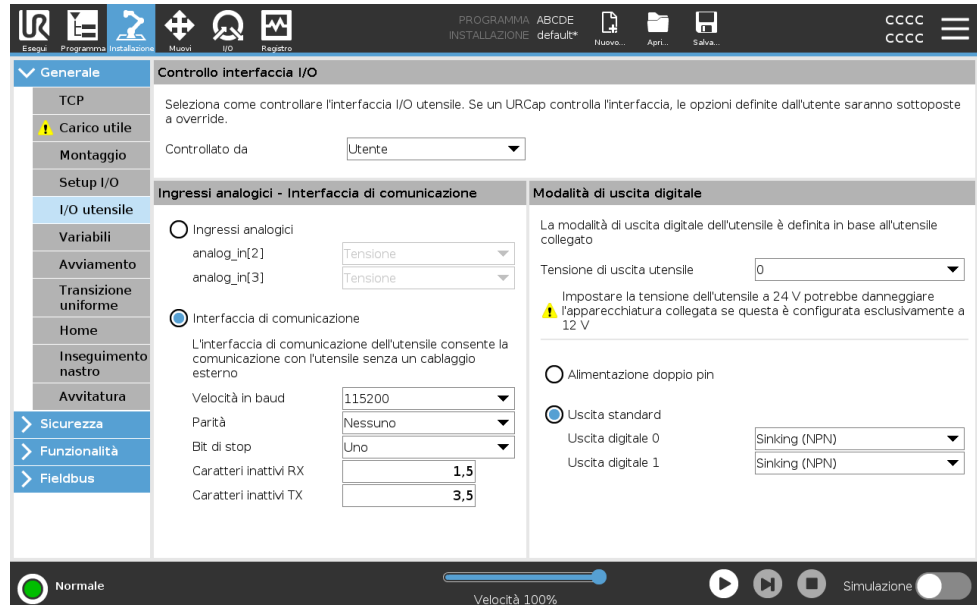 PROGRAMMA ABCDE
INSTALLAZIONE default*
UR
Esegui
Programma
Installazione
Muovi
I/O
Registro
Nuovo...
Apri...
Salva...
CCCC
CCCC
Generale
TCP
Carico utile
Montaggio
Setup I/O
I/O utensile
Variabili
Avviamento
Transizione
uniforme
Home
Inseguimento
nastro
Avvitatura
Sicurezza
Funzionalità
Fieldbus
Controllo interfaccia I/O
Seleziona come controllare l'interfaccia I/O utensile. Se un URCap controlla l'interfaccia, le opzioni definite dall'utente saranno sottoposte
a override.
Controllato da Utente
Ingressi analogici - Interfaccia di comunicazione
Ingressi analogici
analog_in[2] Tensione
analog_in[3] Tensione
Interfaccia di comunicazione
L'interfaccia di comunicazione dell'utensile consente la
comunicazione con l'utensile senza un cablaggio
esterno
Velocità in baud 115200
Parità Nessuno
Bit di stop Uno
Caratteri inattivi RX 1,5
Caratteri inattivi TX 3,5
Modalità di uscita digitale
La modalità di uscita digitale dell'utensile è definita in base all'utensile
collegato
Tensione di uscita utensile 0
Impostare la tensione dell'utensile a 24 V potrebbe danneggiare
l'apparecchiatura collegata se questa è configurata esclusivamente a
12 V
Alimentazione doppio pin
Uscita standard
Uscita digitale 0 Sinking (NPN)
Uscita digitale 1 Sinking (NPN)
Normale
Velocità 100%
Simulazione